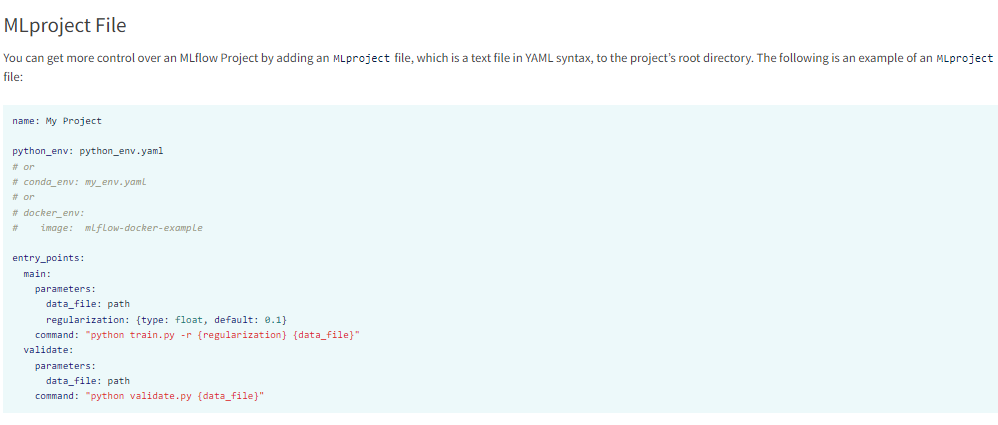 MLproject File
You can get more control over an MLflow Project by adding an MLproject file, which is a text file in YAML syntax, to the project's root directory. The following is an example of an MLproject
file:
name: My Project
python_env: python_env.yaml
# or
# conda_env: my_env.yaml
# or
# docker_env:
#    image:  mlflow-docker-example
entry_points:
  main:
    parameters:
      data_file: path
      regularization: {type: float, default: 0.1}
    command: "python train.py -r {regularization} {data_file}"
  validate:
    parameters:
      data_file: path
    command: "python validate.py {data_file}"